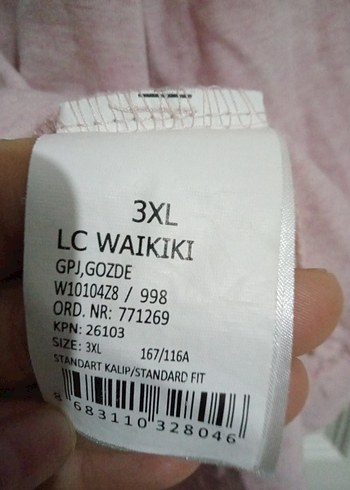 3XL
LC WAIKIKI
GPJ,GOZDE
W10104Z8 / 998
ORD. NR: 771269
KPN: 26103
SIZE: 3XL 167/116A
STANDART KALIP/STANDARD FIT
8 683110 328046